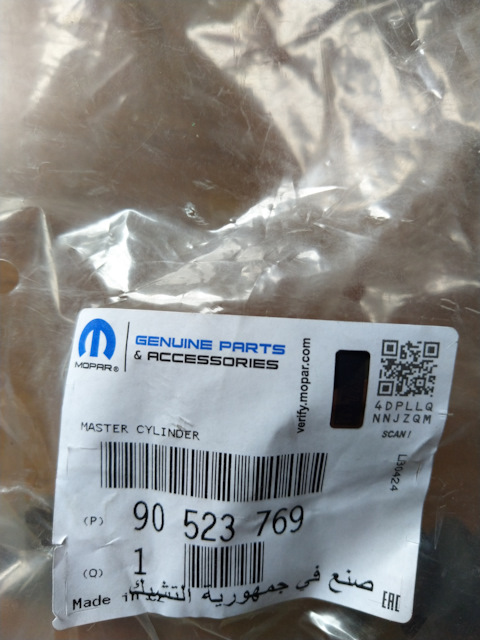 MOPAR®
GENUINE PARTS
& ACCESSORIES
verify.mopar.com
4DPLLQ
NNJZQM
SCAN!
MASTER CYLINDER
L30424
(P) 90 523 769
(Q) 1
صنع في جمهورية التشيك
Made in
EAC